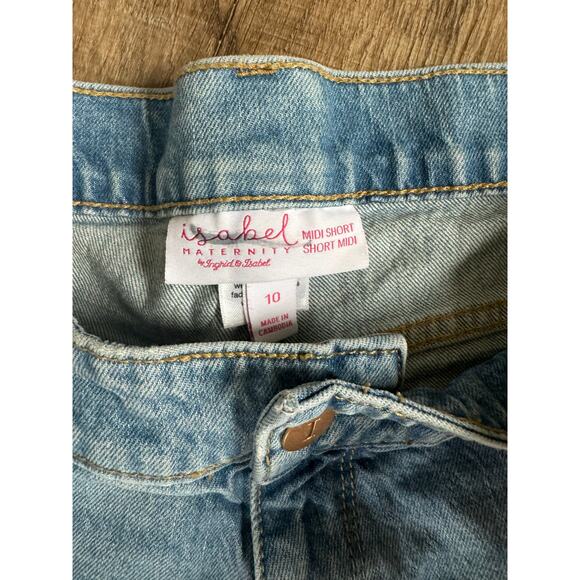 isabel
MATERNITY
by Ingrid & Isabel
MIDI SHORT
SHORT MIDI
10
MADE IN
CAMBODIA